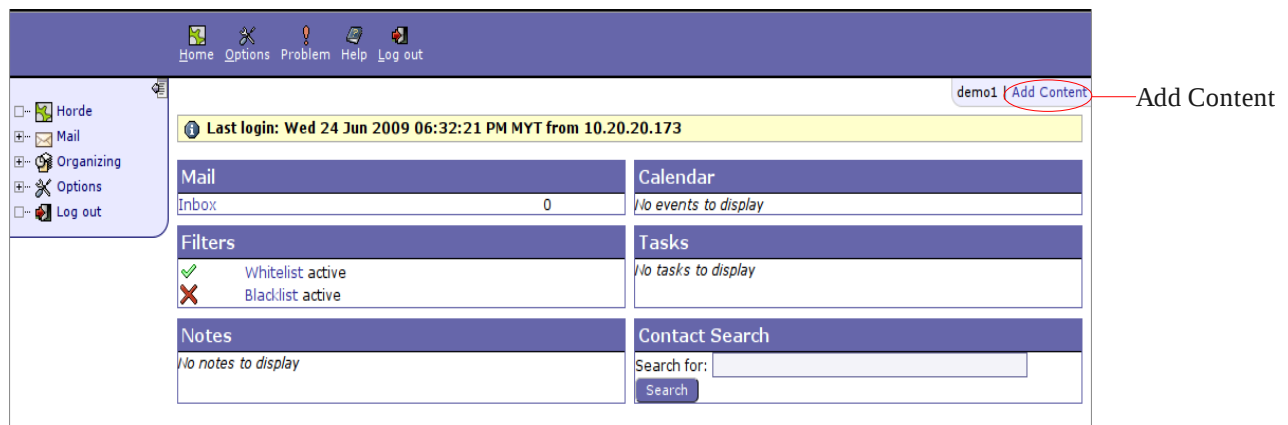 Home Options Problem Help Log out
demo1 | Add Content
Add Content
Horde
Mail
Organizing
Options
Log out
Last login: Wed 24 Jun 2009 06:32:21 PM MYT from 10.20.20.173
Mail
Inbox 0
Calendar
No events to display
Filters
Whitelist active
Blacklist active
Tasks
No tasks to display
Notes
No notes to display
Contact Search
Search for:
Search